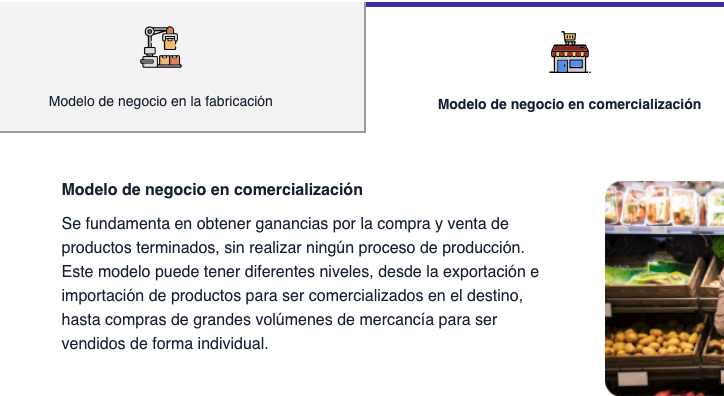 Modelo de negocio en la fabricación
Modelo de negocio en comercialización
Modelo de negocio en comercialización
Se fundamenta en obtener ganancias por la compra y venta de
productos terminados, sin realizar ningún proceso de producción.
Este modelo puede tener diferentes niveles, desde la exportación e
importación de productos para ser comercializados en el destino,
hasta compras de grandes volúmenes de mercancía para ser
vendidos de forma individual.